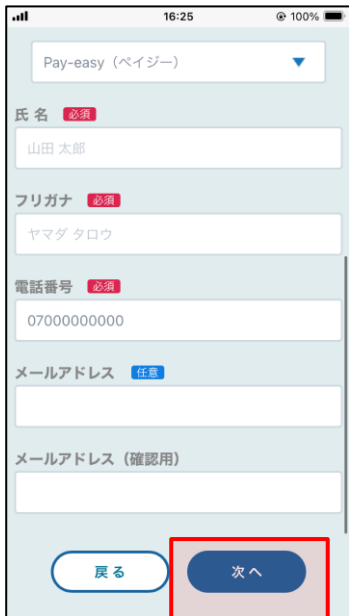 16:25 100%
Pay-easy（ペイジー）
氏 名 必須
山田 太郎
フリガナ 必須
ヤマダ タロウ
電話番号 必須
07000000000
メールアドレス 任意
メールアドレス（確認用）
戻る 次へ